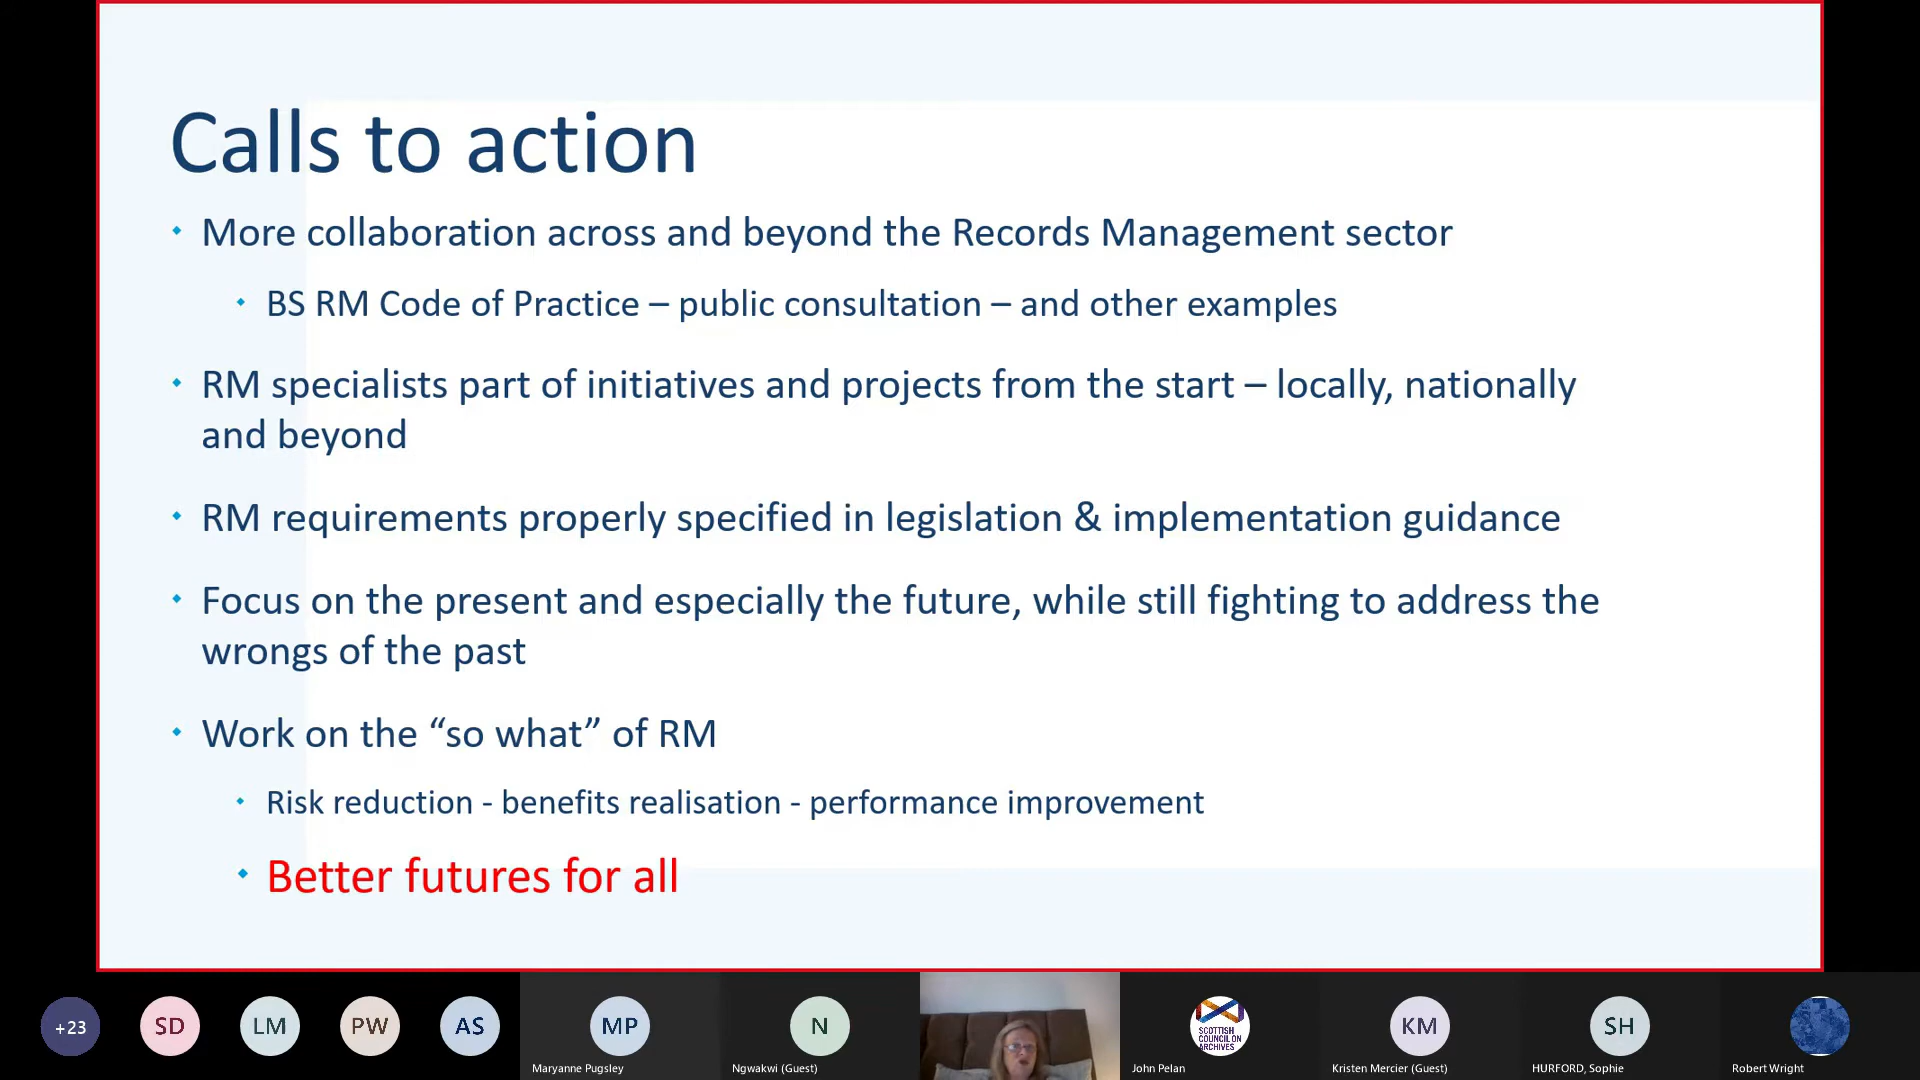 Calls to action
More collaboration across and beyond the Records Management sector
BS RM Code of Practice – public consultation – and other examples
RM specialists part of initiatives and projects from the start – locally, nationally
and beyond
RM requirements properly specified in legislation & implementation guidance
Focus on the present and especially the future, while still fighting to address the
wrongs of the past
Work on the “so what” of RM
Risk reduction - benefits realisation - performance improvement
Better futures for all
+23
SD
LM
PW
AS
MP
Maryanne Pugsley
N
Ngwakwi (Guest)
SCOTTISH
COUNCIL ON
ARCHIVES
John Pelan
KM
Kristen Mercier (Guest)
SH
HURFORD, Sophie
Robert Wright